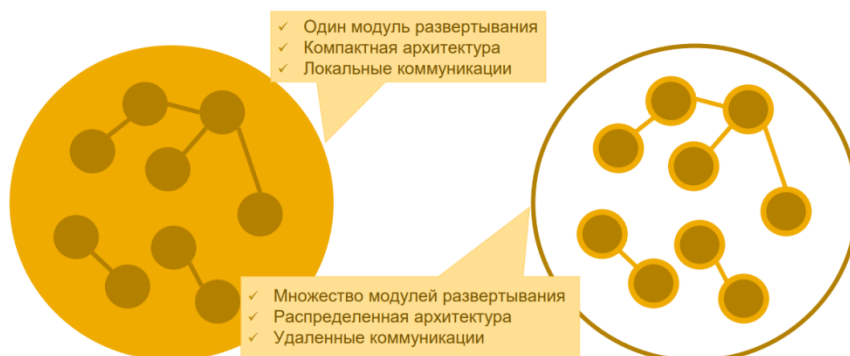 ✓ Один модуль развертывания
✓ Компактная архитектура
✓ Локальные коммуникации
✓ Множество модулей развертывания
✓ Распределенная архитектура
✓ Удаленные коммуникации